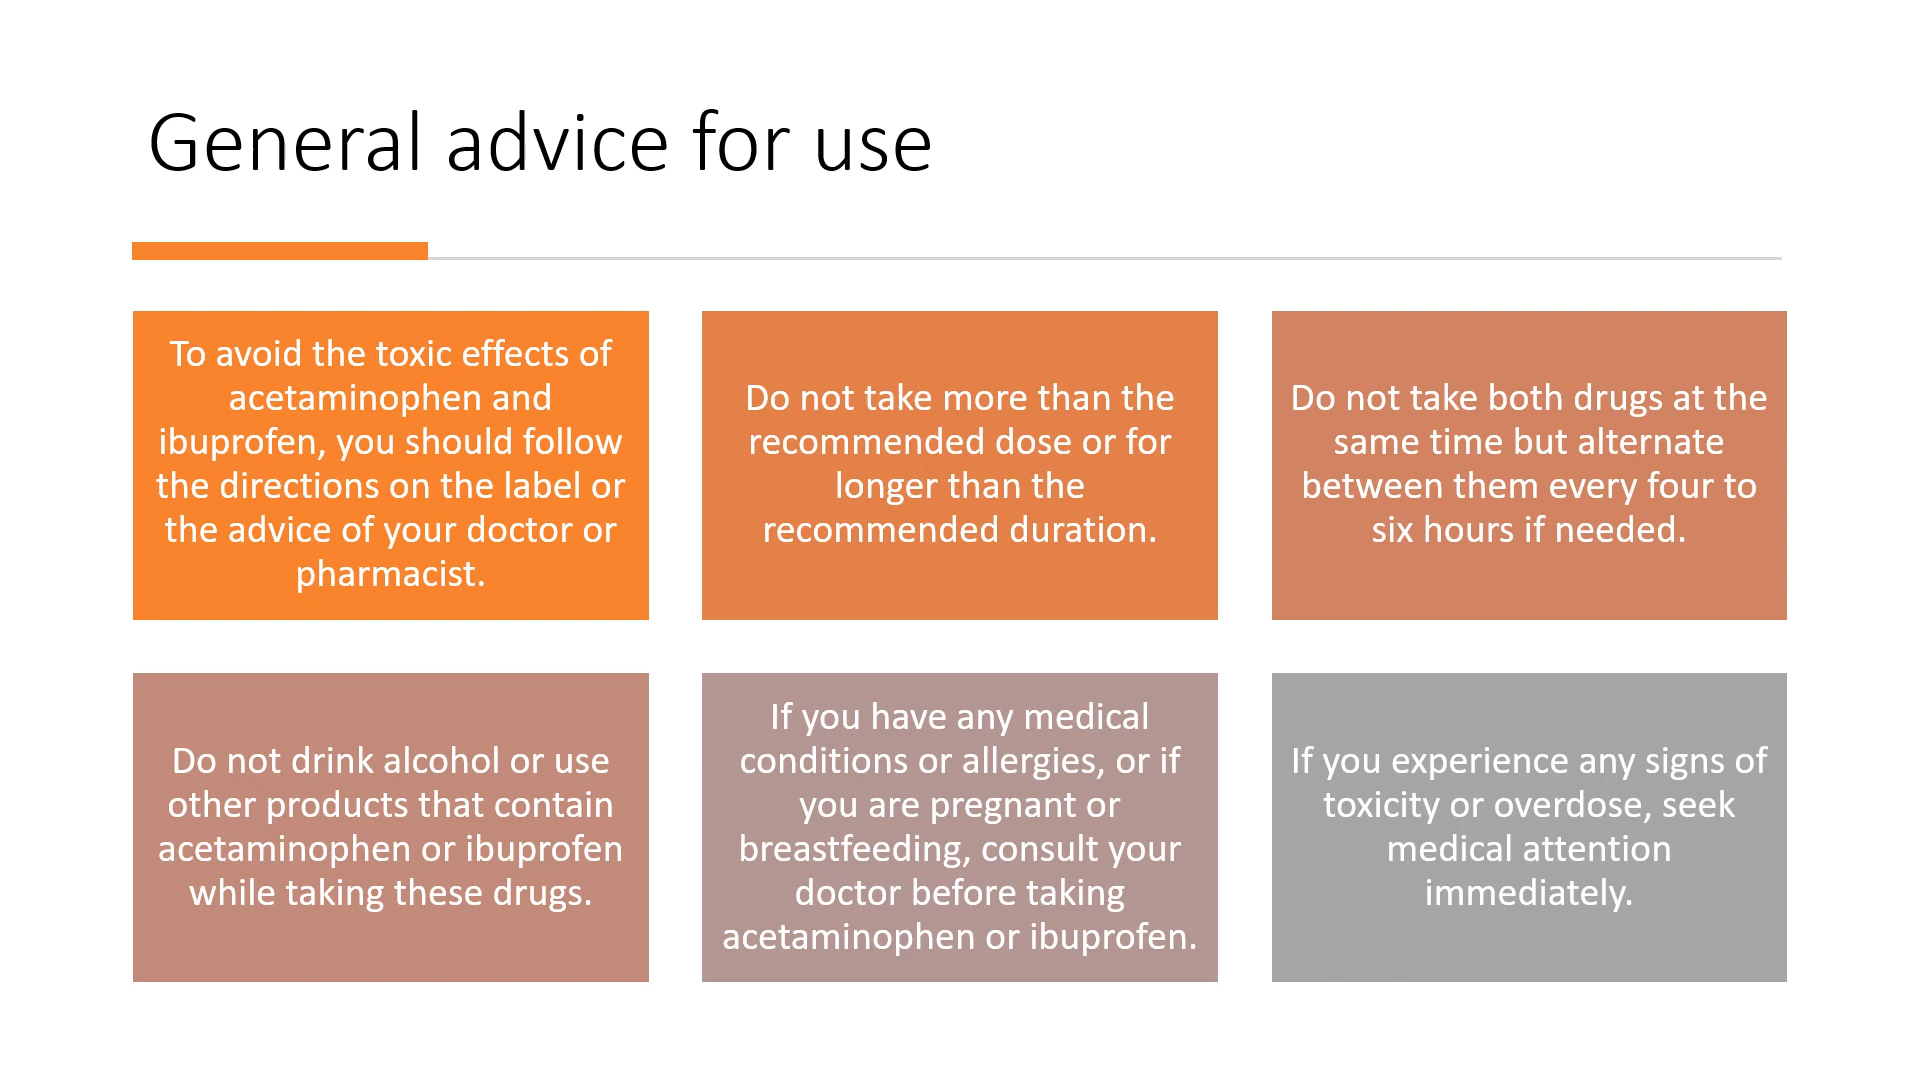 General advice for use
To avoid the toxic effects of
acetaminophen and
ibuprofen, you should follow
the directions on the label or
the advice of your doctor or
pharmacist.
Do not take more than the
recommended dose or for
longer than the
recommended duration.
Do not take both drugs at the
same time but alternate
between them every four to
six hours if needed.
Do not drink alcohol or use
other products that contain
acetaminophen or ibuprofen
while taking these drugs.
If you have any medical
conditions or allergies, or if
you are pregnant or
breastfeeding, consult your
doctor before taking
acetaminophen or ibuprofen.
If you experience any signs of
toxicity or overdose, seek
medical attention
immediately.